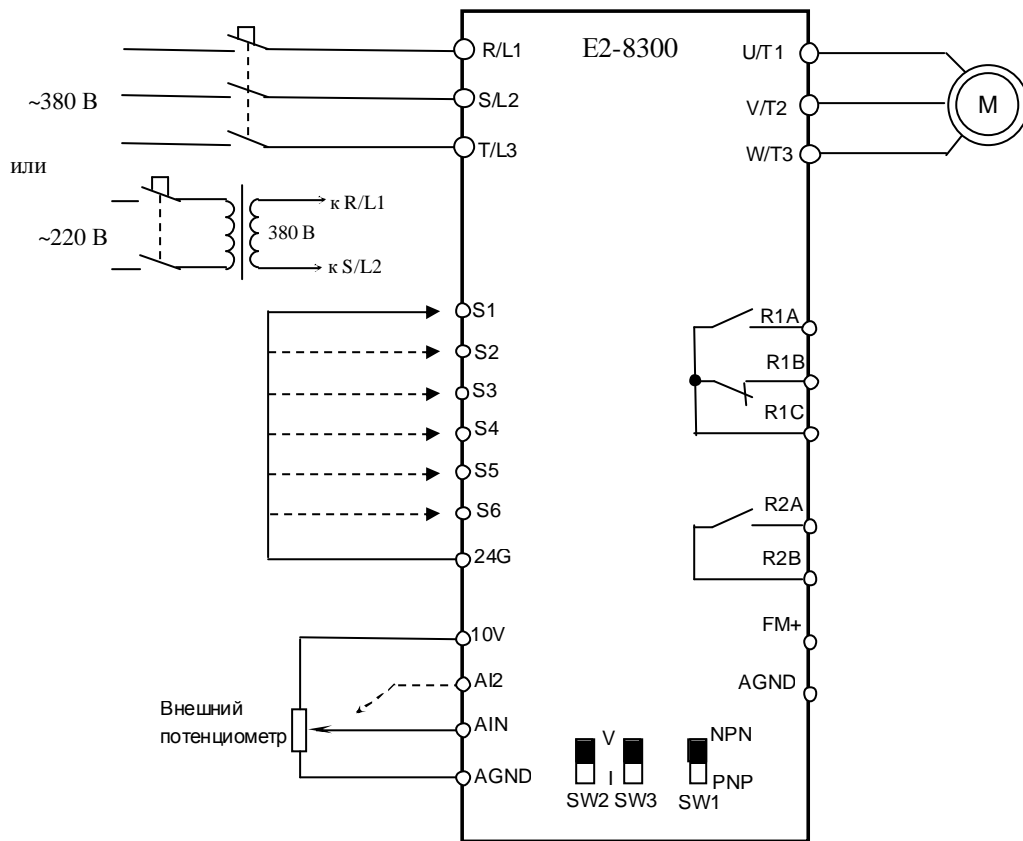 E2-8300
R/L1
U/T1
~380 В
S/L2
V/T2
M
T/L3
W/T3
или
к R/L1
~220 В
380 В
к S/L2
S1
R1A
S2
R1B
S3
R1C
S4
S5
S6
R2A
24G
R2B
10V
FM+
AI2
AGND
Внешний
потенциометр
AIN
V
NPN
AGND
I
PNP
SW2 SW3
SW1